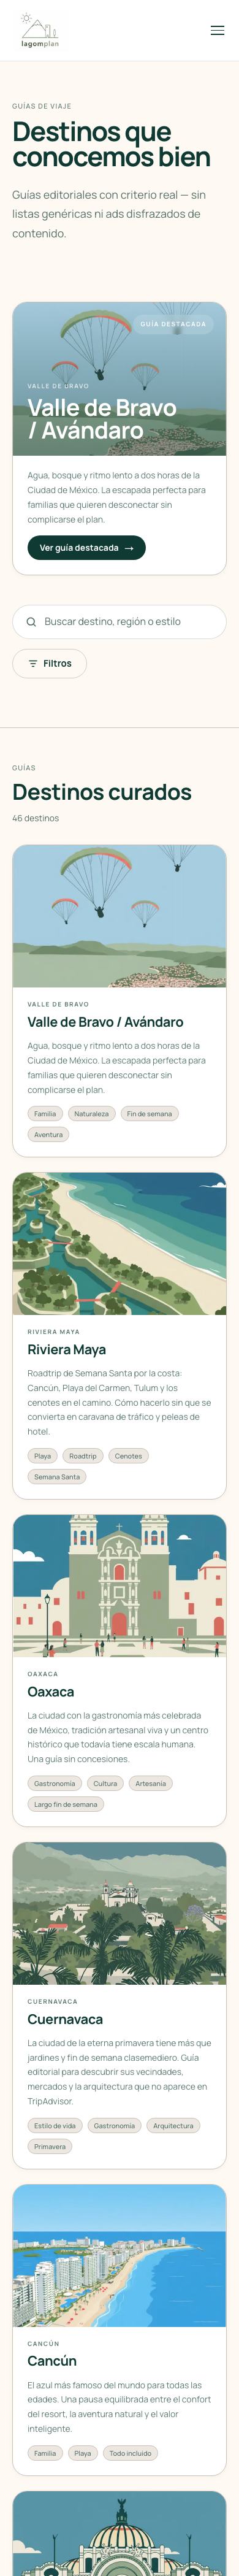 lagomplan
GUÍAS DE VIAJE
Destinos que
conocemos bien
Guías editoriales con criterio real — sin
listas genéricas ni anuncios disfrazados de
contenido.
GUÍA DESTACADA
VALLE DE BRAVO
Valle de Bravo
/ Avándaro
Agua, bosque y ritmo lento a dos horas de la
Ciudad de México. La escapada perfecta para
familias que quieren desconectar sin
complicarse el plan.
Ver guía destacada →
Buscar destino, región o estilo
Filtros
GUÍAS
Destinos curados
46 destinos
VALLE DE BRAVO
Valle de Bravo / Avándaro
Agua, bosque y ritmo lento a dos horas de la
Ciudad de México. La escapada perfecta para
familias que quieren desconectar sin
complicarse el plan.
Familia Naturaleza Fin de semana
Aventura
RIVIERA MAYA
Riviera Maya
Roadtrip de Semana Santa por la costa:
Cancún, Playa del Carmen, Tulum y los
cenotes en el camino. Cómo hacerlo sin que se
convierta en caravana de tráfico y peleas de
hotel.
Playa Roadtrip Cenotes
Semana Santa
OAXACA
Oaxaca
La ciudad con la gastronomía más celebrada
de México, tradición artesanal viva y un centro
histórico que todavía tiene escala humana.
Una guía sin concesiones.
Gastronomía Cultura Artesanía
Largo fin de semana
CUERNAVACA
Cuernavaca
La ciudad de la eterna primavera tiene más que
jardines y fin de semana clasemediero. Guía
editorial para descubrir sus vecindades,
mercados y la arquitectura que no aparece en
TripAdvisor.
Estilo de vida Gastronomía Arquitectura
Primavera
CANCÚN
Cancún
El azul más famoso del mundo para todas las
edades. Una pausa equilibrada entre el confort
del resort, la aventura natural y el valor
inteligente.
Familia Playa Todo incluido